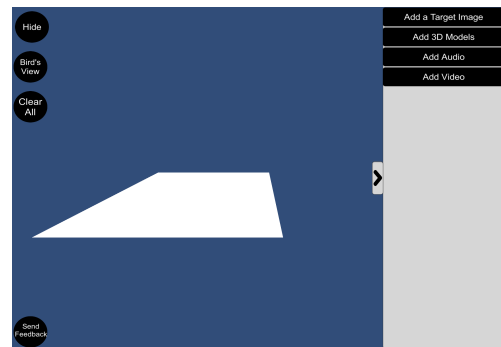 Hide
Bird's
View
Clear
All
Send
Feedback
Add a Target Image
Add 3D Models
Add Audio
Add Video